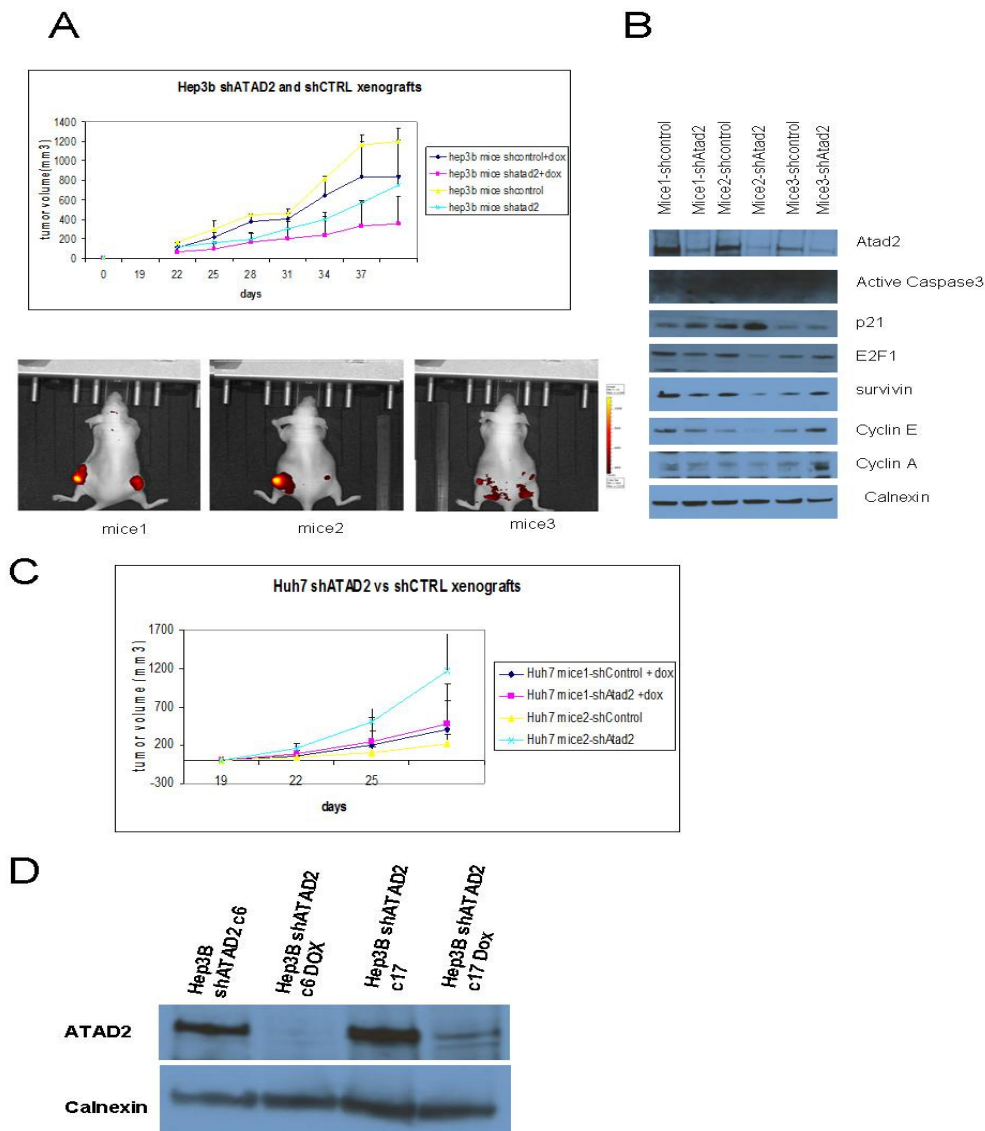 A
Hep3b shATAD2 and shCTRL xenografts
tumor volume(mm3)
1400
1200
1000
800
600
400
200
0
0 19 22 25 28 31 34 37
days
hep3b mice shcontrol+dox
hep3b mice shatad2+dox
hep3b mice shcontrol
hep3b mice shatad2
mice1
mice2
mice3
B
Mice1-shcontrol
Mice1-shAtad2
Mice2-shcontrol
Mice2-shAtad2
Mice3-shcontrol
Mice3-shAtad2
Atad2
Active Caspase3
p21
E2F1
survivin
Cyclin E
Cyclin A
Calnexin
C
Huh7 shATAD2 vs shCTRL xenografts
tumor volume (mm3)
1700
1200
700
200
-300
19 22 25
days
Huh7 mice1-shControl + dox
Huh7 mice1-shAtad2 +dox
Huh7 mice2-shControl
Huh7 mice2-shAtad2
D
Hep3B
shATAD2 c6
Hep3B shATAD2
c6 DOX
Hep3B shATAD2
c17
Hep3B shATAD2
c17 Dox
ATAD2
Calnexin